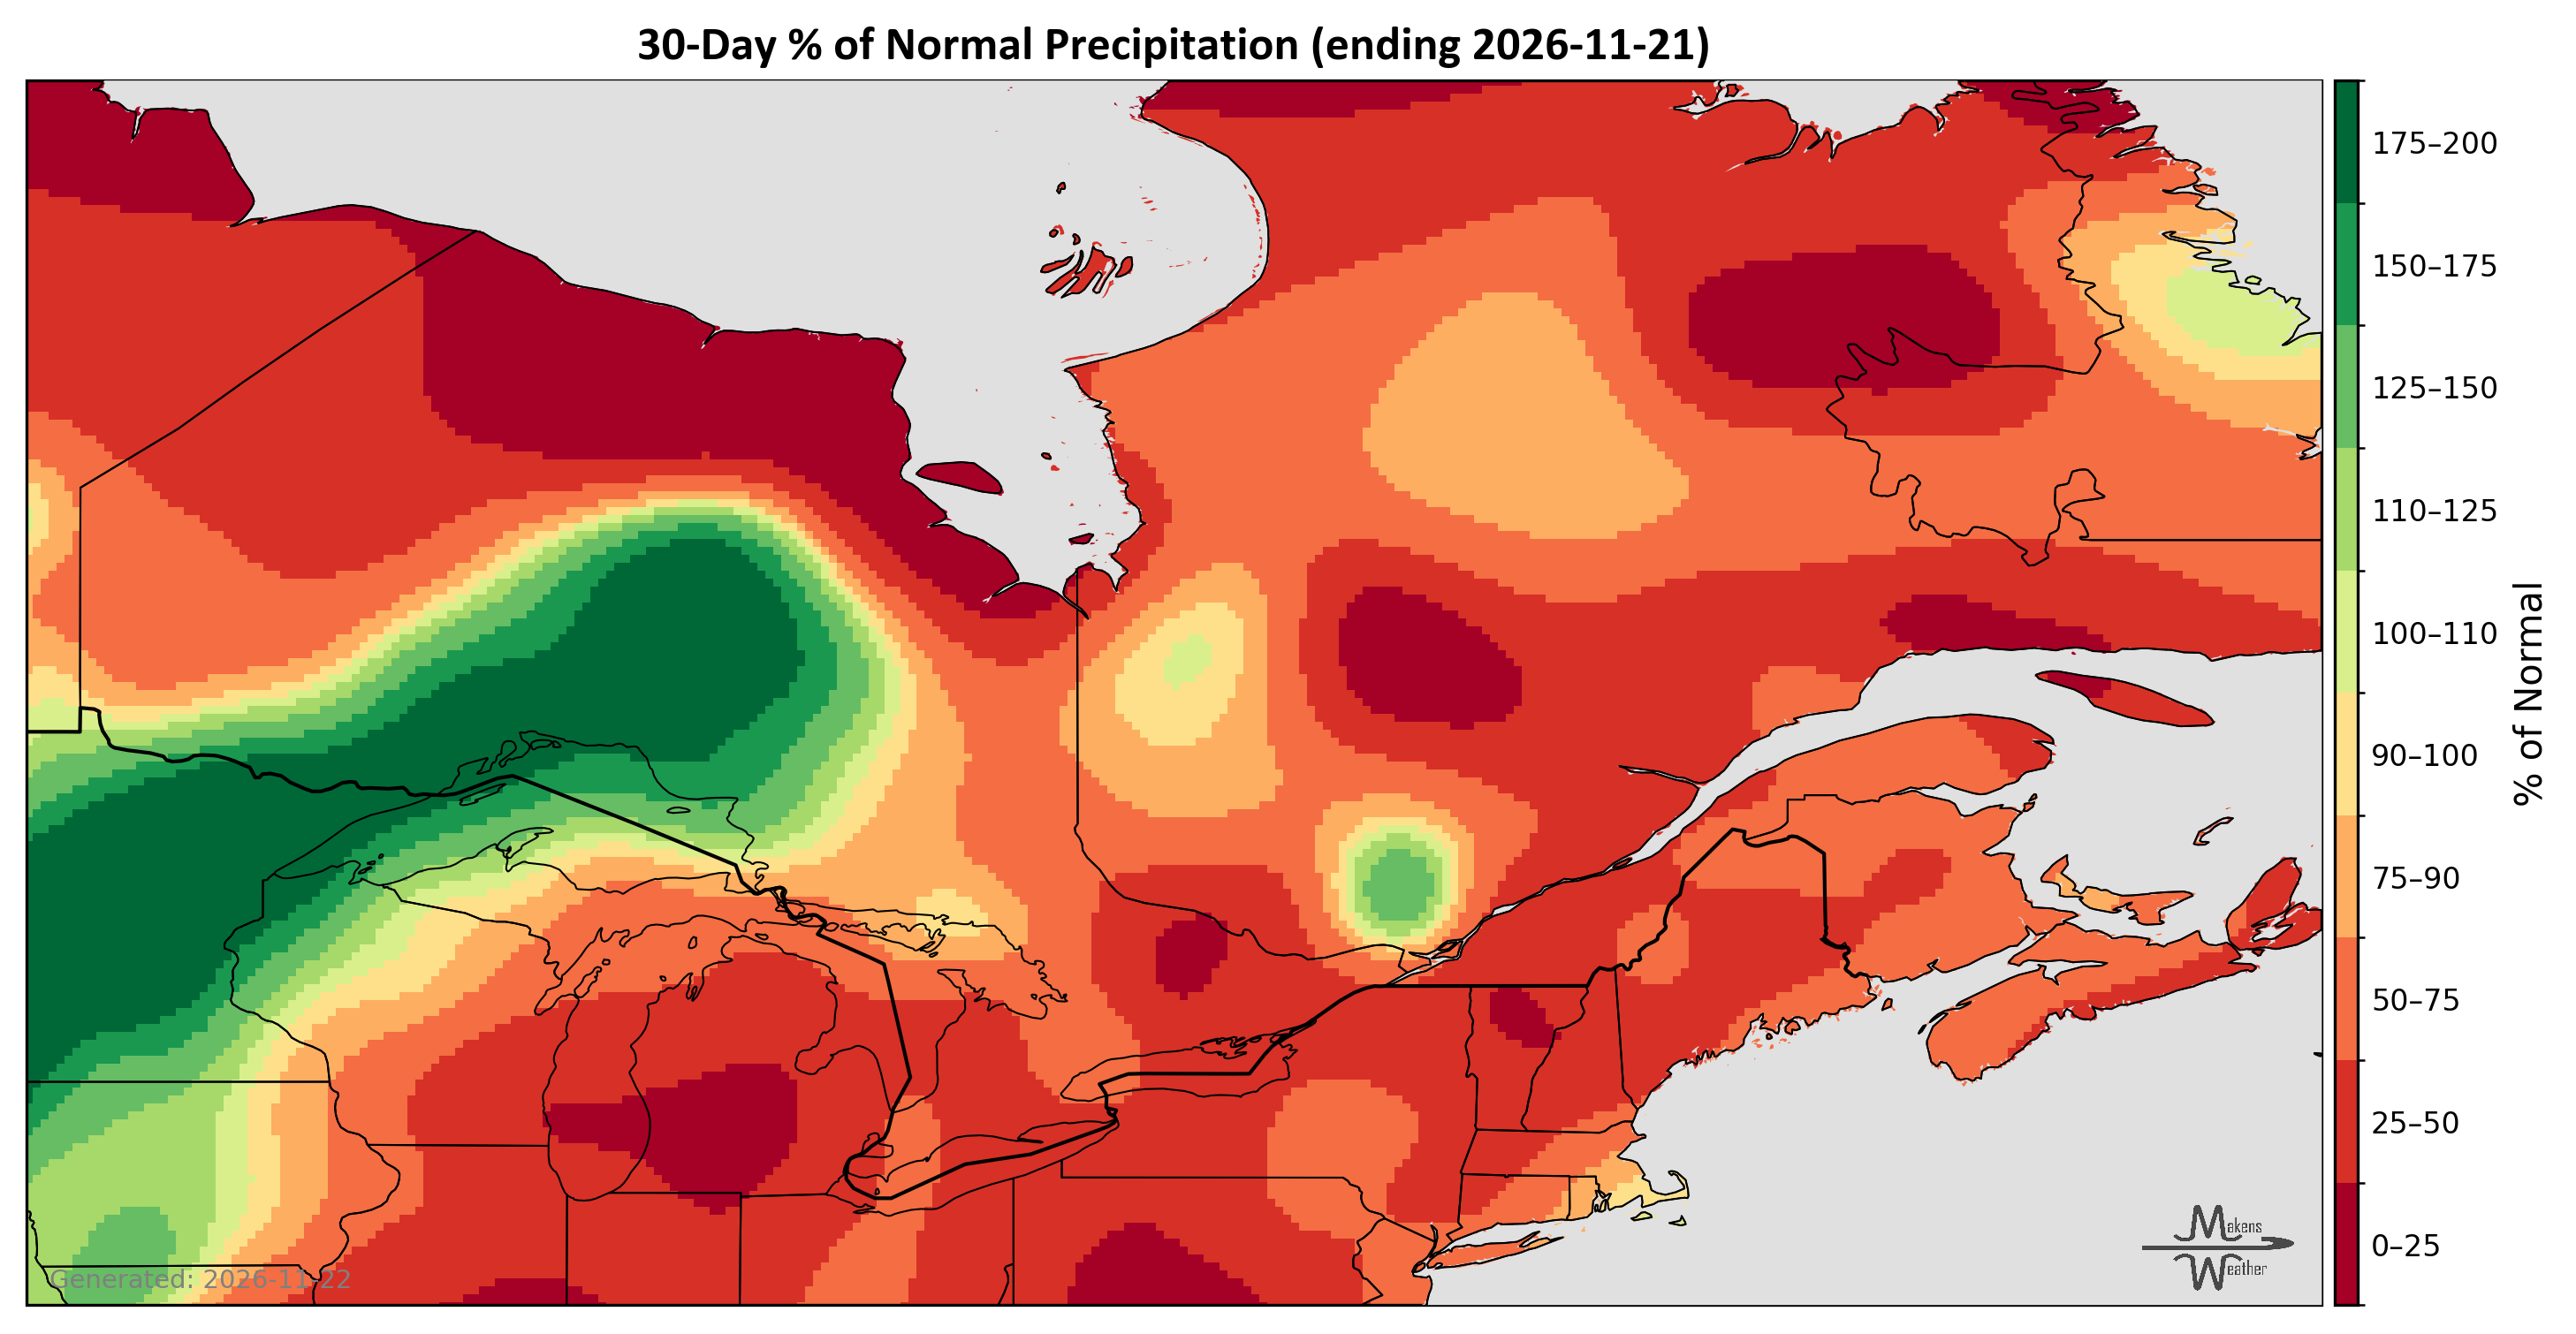 30-Day % of Normal Precipitation (ending 2026-11-21)
175–200
150–175
125–150
110–125
100–110
90–100
75–90
50–75
25–50
0–25
% of Normal
Generated: 2026-11-22
Makens
Weather